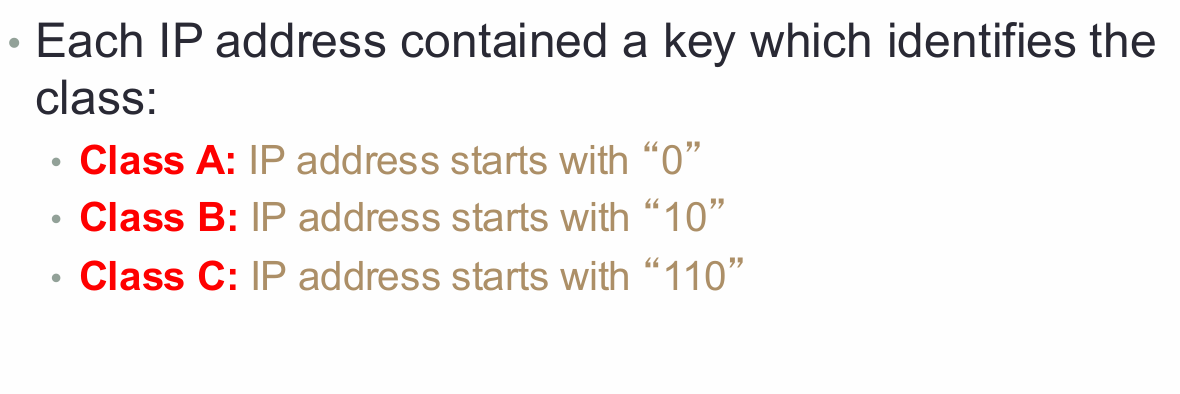 • Each IP address contained a key which identifies the
class:
• Class A: IP address starts with “0”
• Class B: IP address starts with “10”
• Class C: IP address starts with “110”